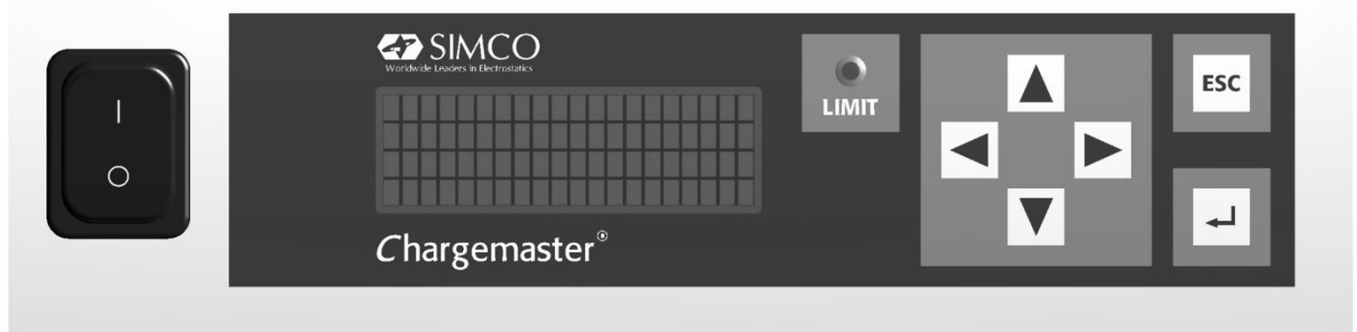 SIMCO
Worldwide Leaders in Electrostatics
LIMIT
ESC
Chargemaster®